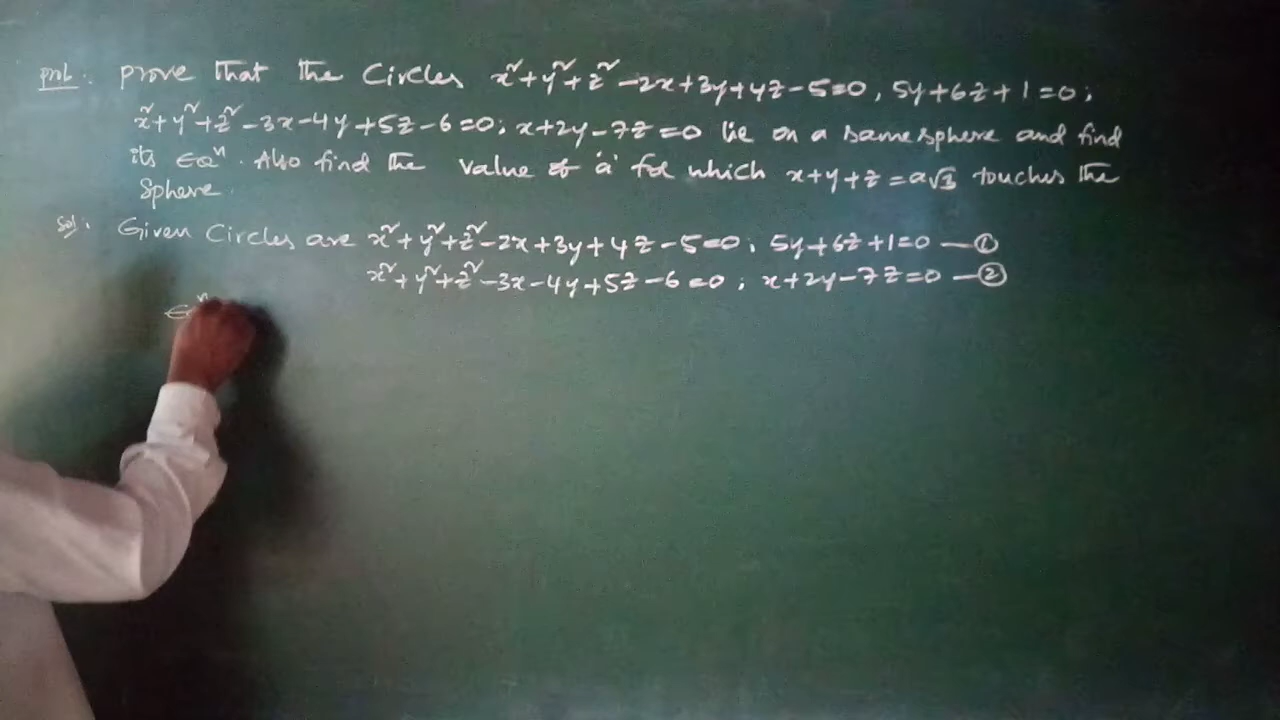 prob: prove that the Circles x²+y²+z²-2x+3y+4z-5=0, 5y+6z+1=0;
x²+y²+z²-3x-4y+5z-6=0; x+2y-7z=0 lie on a same sphere and find
its Eqⁿ. Also find the value of 'a' for which x+y+z=a√3 touches the
Sphere.
Sol: Given Circles are x²+y²+z²-2x+3y+4z-5=0; 5y+6z+1=0 —①
x²+y²+z²-3x-4y+5z-6=0; x+2y-7z=0 —②